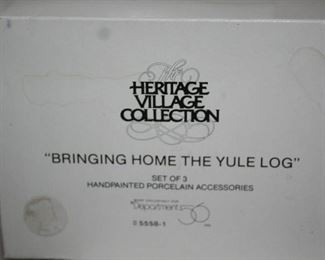 The
HERITAGE
VILLAGE
COLLECTION
"BRINGING HOME THE YULE LOG"
SET OF 3
HANDPAINTED PORCELAIN ACCESSORIES
Department 56
5558-1